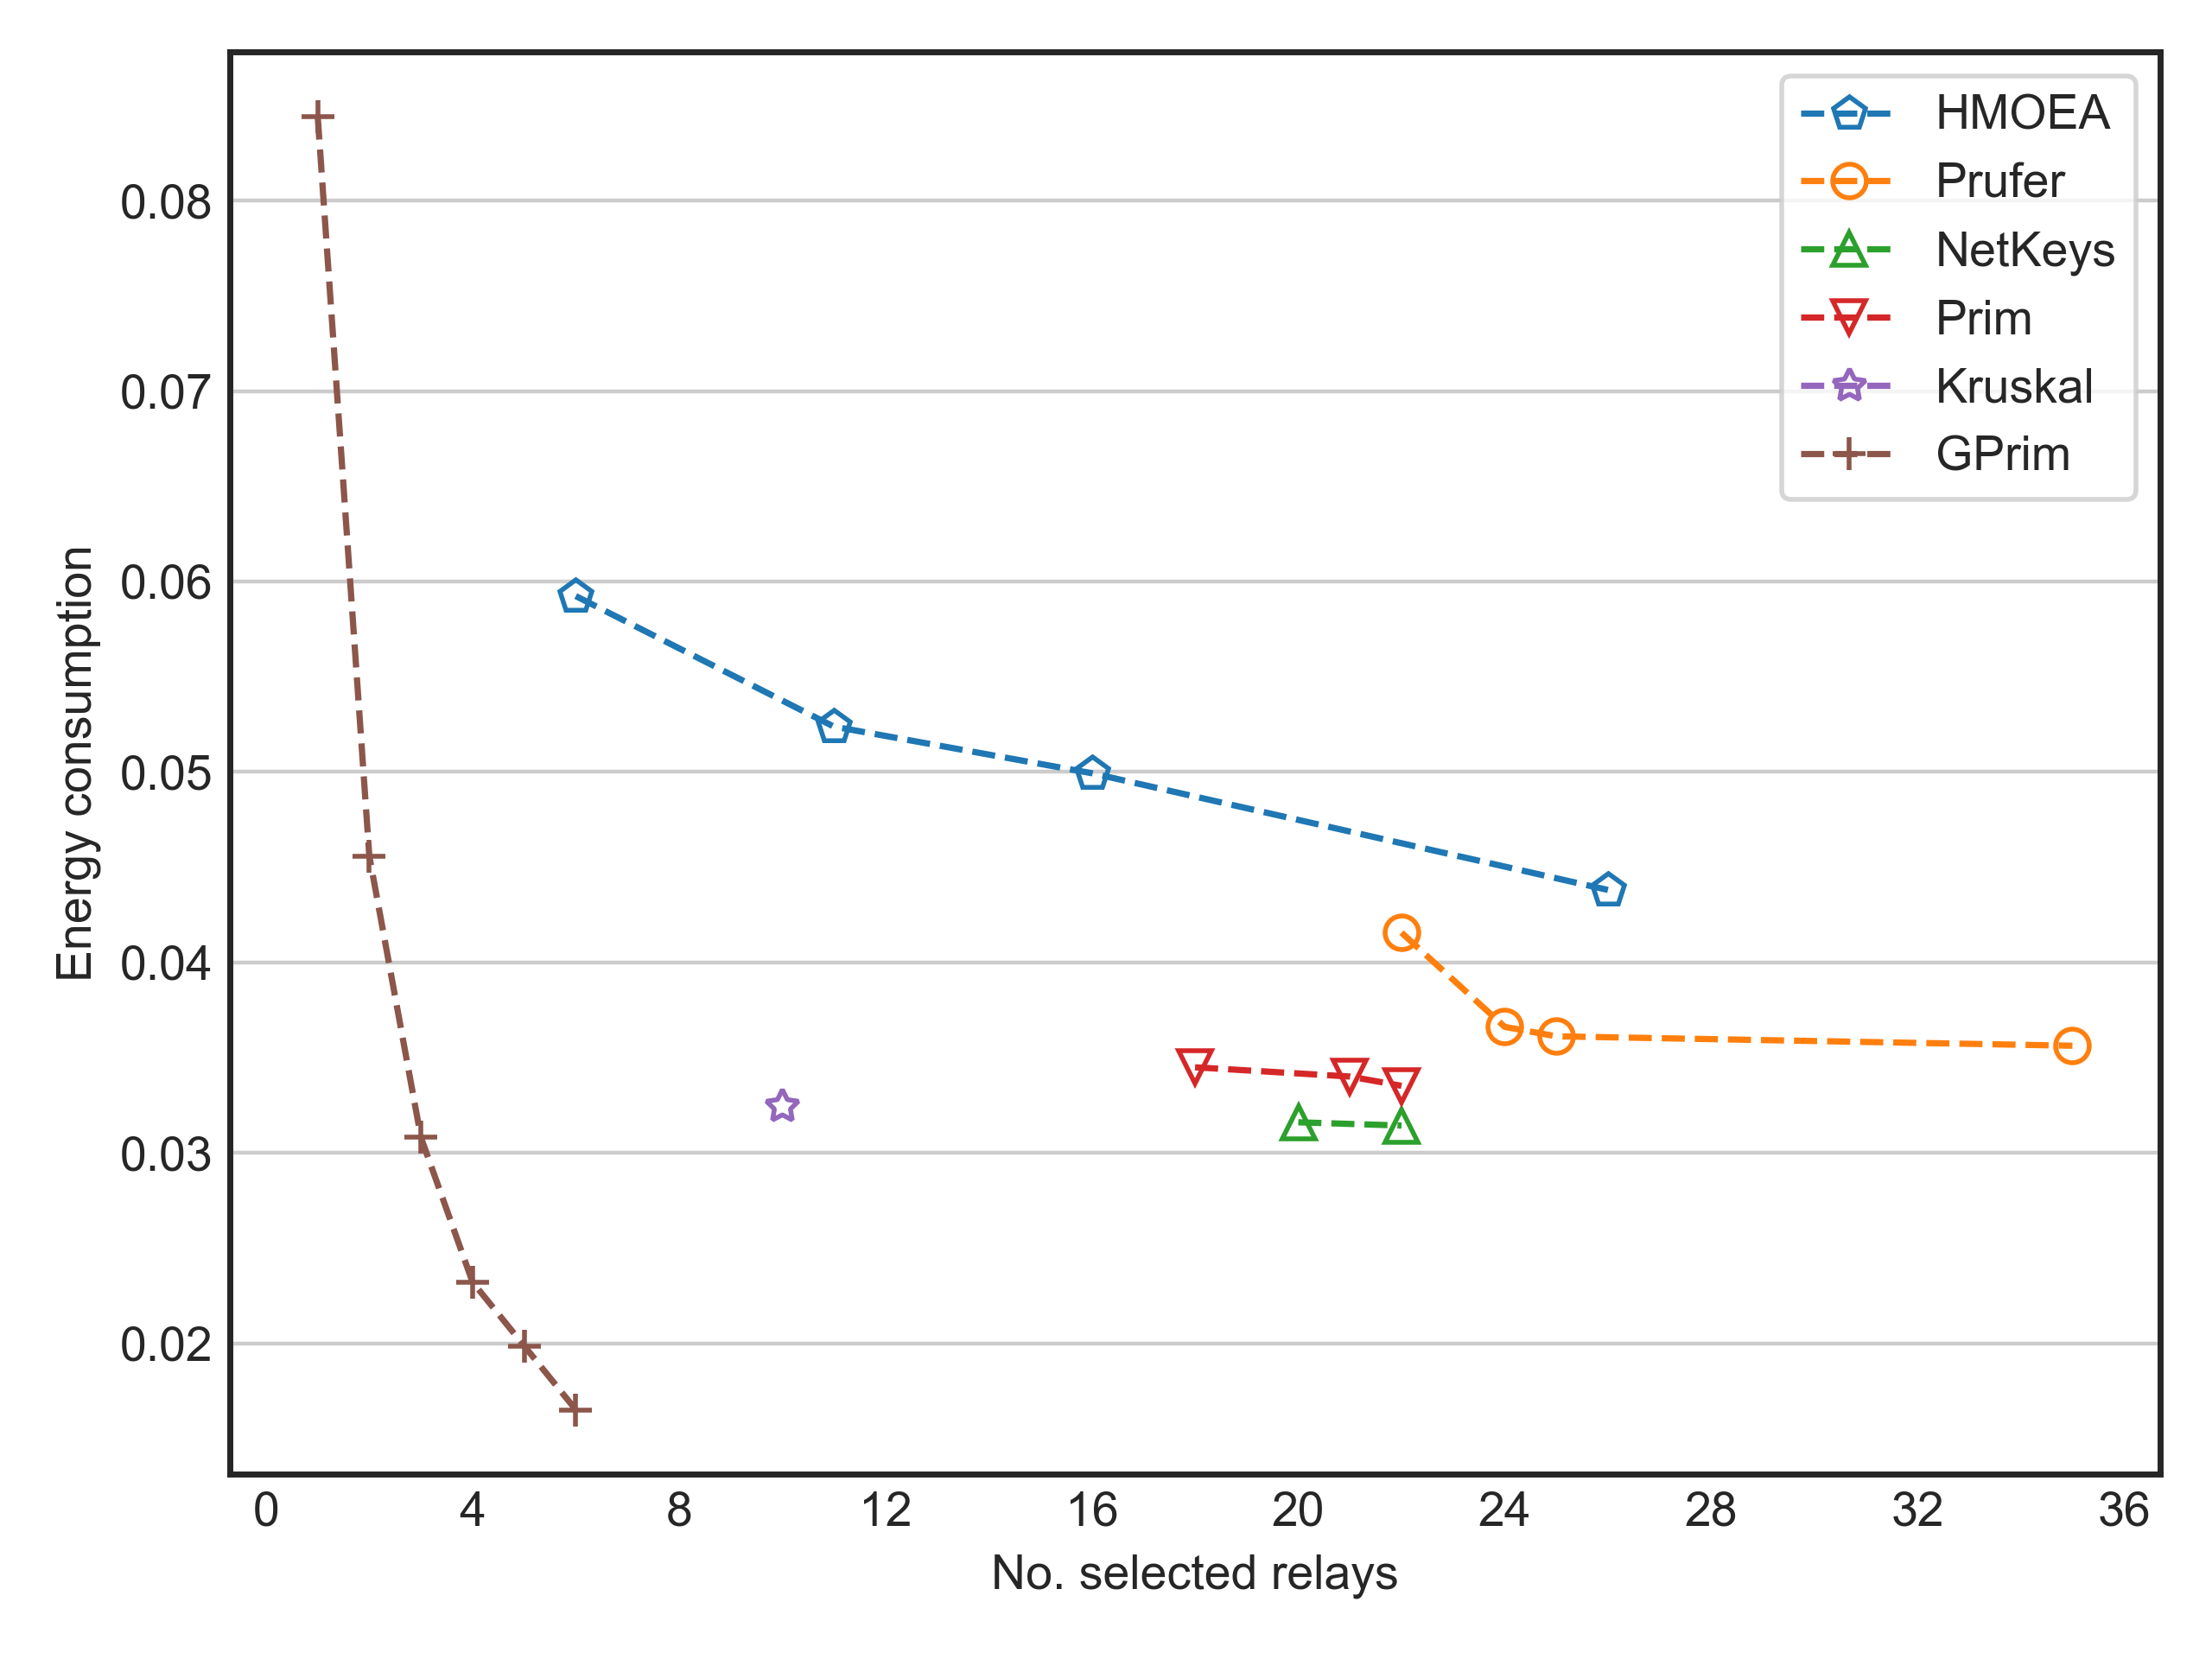 HMOEA
Prufer
NetKeys
Prim
Kruskal
GPrim
Energy consumption
0.08
0.07
0.06
0.05
0.04
0.03
0.02
0 4 8 12 16 20 24 28 32 36
No. selected relays